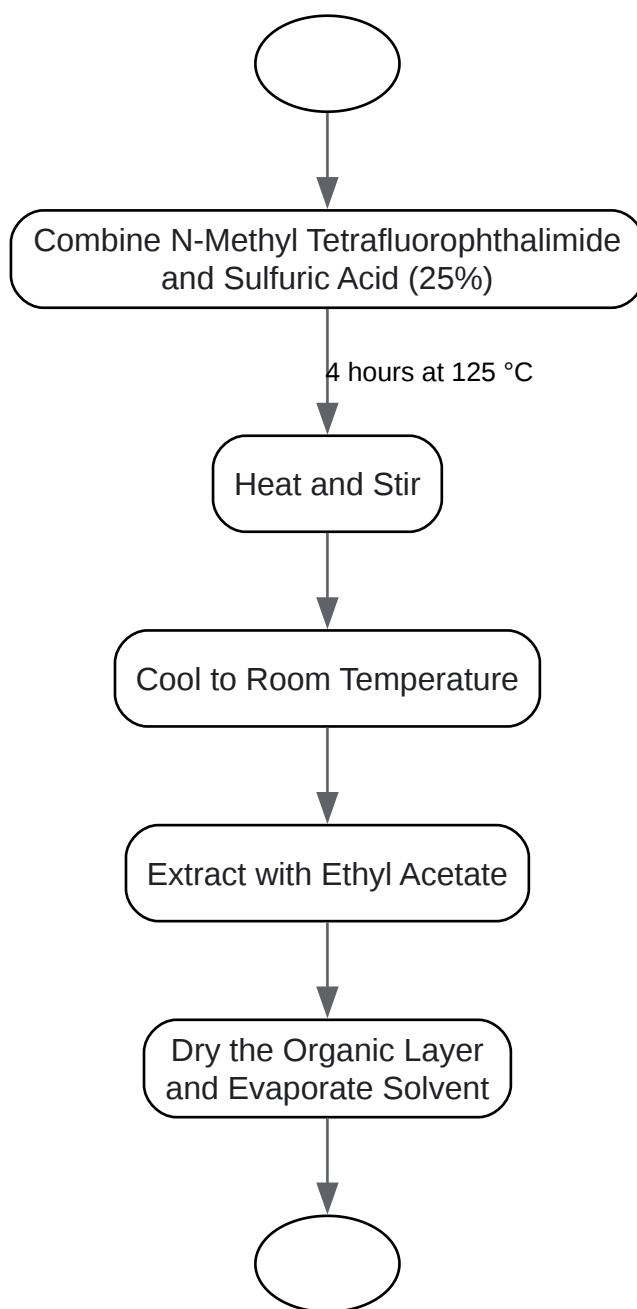 Combine N-Methyl Tetrafluorophthalimide
and Sulfuric Acid (25%)
4 hours at 125 °C
Heat and Stir
Cool to Room Temperature
Extract with Ethyl Acetate
Dry the Organic Layer
and Evaporate Solvent